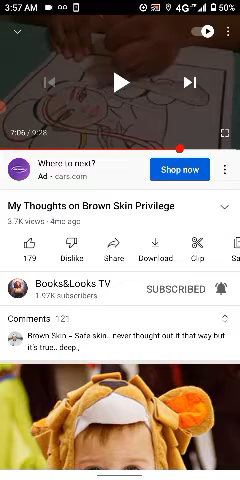 3:57 AM
4G
50%
7:06 / 9:28
Where to next?
Ad · cars.com
Shop now
My Thoughts on Brown Skin Privilege
3.7K views · 4mo ago
179
Dislike
Share
Download
Clip
Sa
Books&Looks TV
1.97K subscribers
SUBSCRIBED
Comments 121
Brown Skin = Safe skin.. never thought out it that way but
it's true.. deep.,